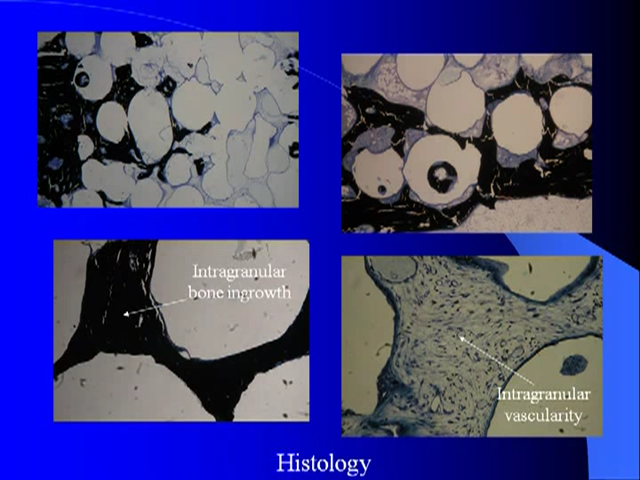 Intragranular
bone ingrowth
Intragranular
vascularity
Histology